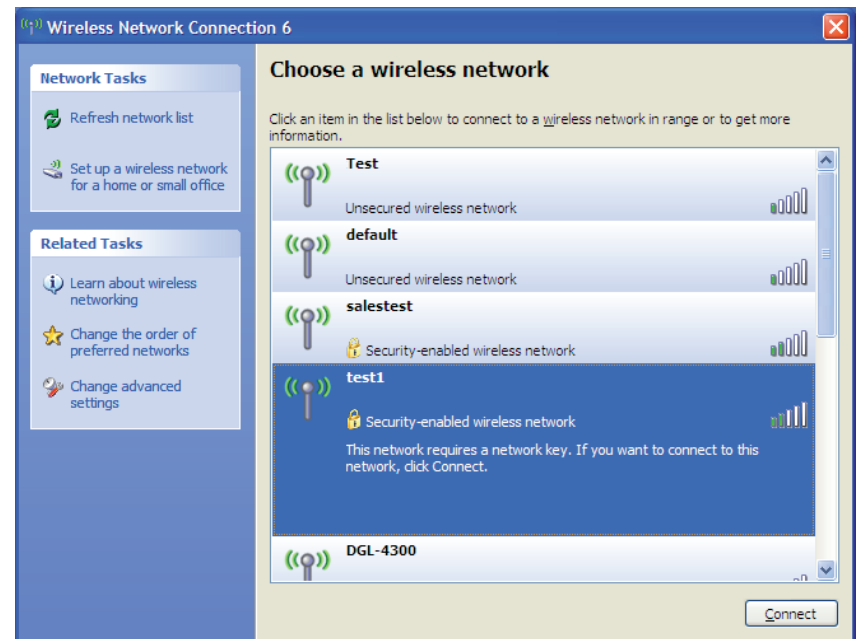 Wireless Network Connection 6
Network Tasks
Refresh network list
Set up a wireless network
for a home or small office
Related Tasks
Learn about wireless
networking
Change the order of
preferred networks
Change advanced
settings
Choose a wireless network
Click an item in the list below to connect to a wireless network in range or to get more
information.
Test
Unsecured wireless network
default
Unsecured wireless network
salestest
Security-enabled wireless network
test1
Security-enabled wireless network
This network requires a network key. If you want to connect to this
network, click Connect.
DGL-4300
Connect